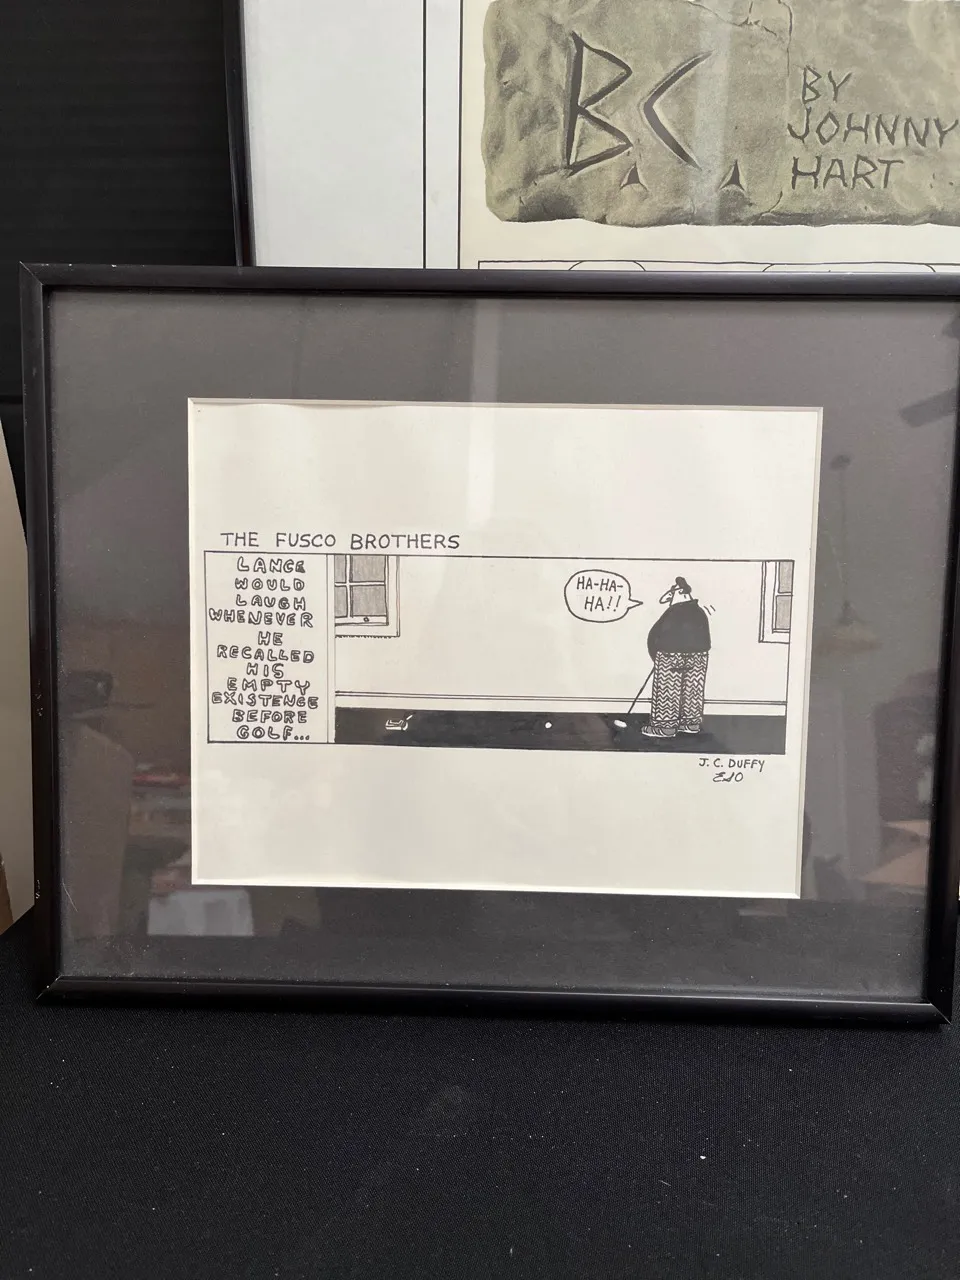 B.C.
BY
JOHNNY
HART
THE FUSCO BROTHERS
LANCE
WOULD
LAUGH
WHENEVER
HE
RECALLED
HIS
EMPTY
EXISTENCE
BEFORE
GOLF...
HA-HA-
HA!!
J.C. DUFFY